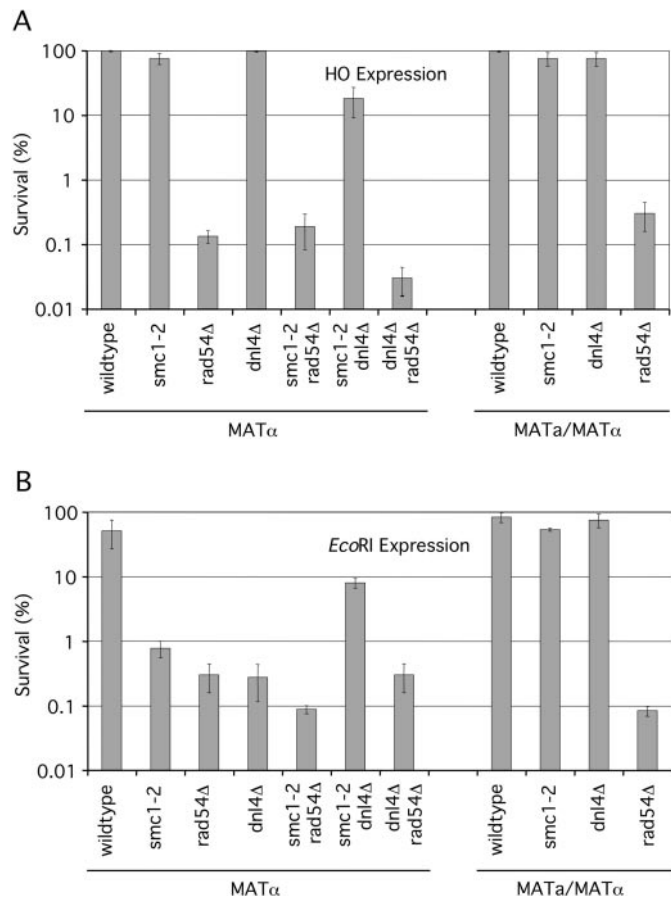 A
100
10
1
0.1
0.01
Survival (%)
HO Expression
wildtype
smc1-2
rad54Δ
dnl4Δ
smc1-2
rad54Δ
smc1-2
dnl4Δ
dnl4Δ
rad54Δ
wildtype
smc1-2
dnl4Δ
rad54Δ
MATα
MATa/MATα
B
100
10
1
0.1
0.01
Survival (%)
EcoRI Expression
wildtype
smc1-2
rad54Δ
dnl4Δ
smc1-2
rad54Δ
smc1-2
dnl4Δ
dnl4Δ
rad54Δ
wildtype
smc1-2
dnl4Δ
rad54Δ
MATα
MATa/MATα